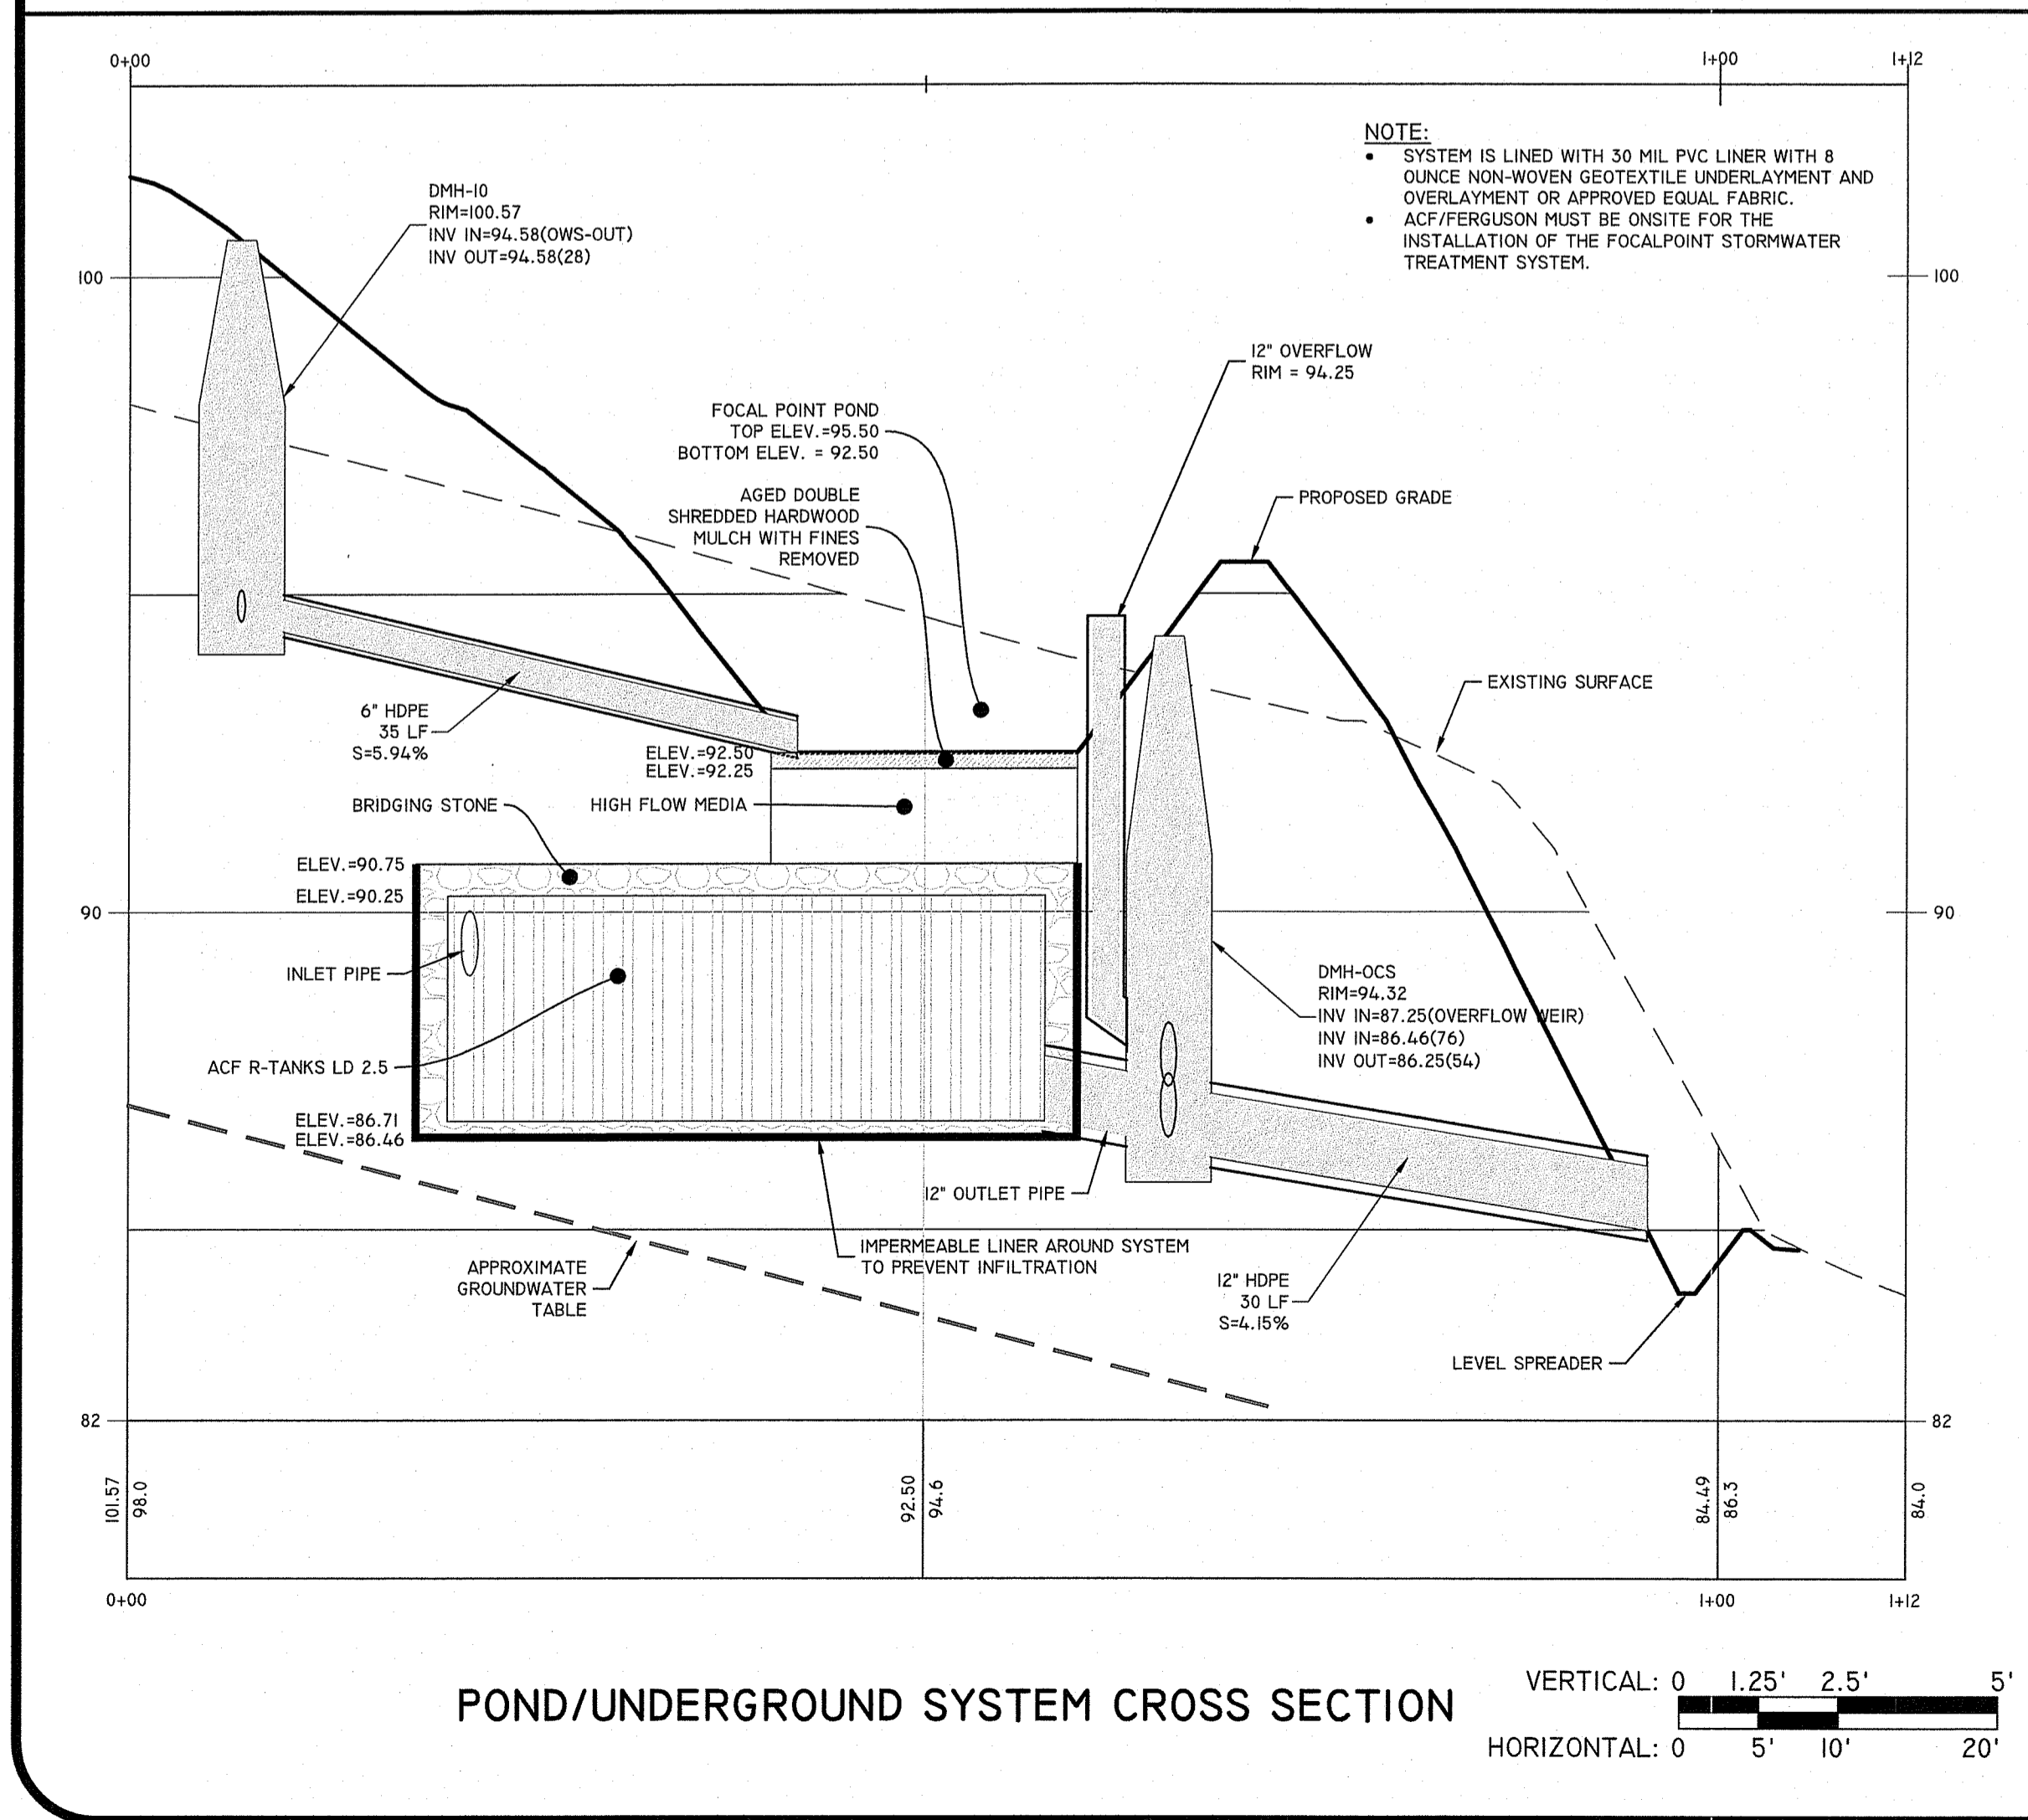 0+00
1+00
1+12
NOTE:
• SYSTEM IS LINED WITH 30 MIL PVC LINER WITH 8
OUNCE NON-WOVEN GEOTEXTILE UNDERLAYMENT AND
OVERLAYMENT OR APPROVED EQUAL FABRIC.
• ACF/FERGUSON MUST BE ONSITE FOR THE
INSTALLATION OF THE FOCALPOINT STORMWATER
TREATMENT SYSTEM.
DMH-10
RIM=100.57
INV IN=94.58(OWS-OUT)
INV OUT=94.58(28)
100
100
12" OVERFLOW
RIM = 94.25
FOCAL POINT POND
TOP ELEV.=95.50
BOTTOM ELEV. = 92.50
AGED DOUBLE
SHREDDED HARDWOOD
MULCH WITH FINES
REMOVED
PROPOSED GRADE
EXISTING SURFACE
6" HDPE
35 LF
S=5.94%
ELEV.=92.50
ELEV.=92.25
BRIDGING STONE
HIGH FLOW MEDIA
ELEV.=90.75
ELEV.=90.25
90
90
INLET PIPE
DMH-OCS
RIM=94.32
INV IN=87.25(OVERFLOW WEIR)
INV IN=86.46(76)
INV OUT=86.25(54)
ACF R-TANKS LD 2.5
ELEV.=86.71
ELEV.=86.46
12" OUTLET PIPE
IMPERMEABLE LINER AROUND SYSTEM
TO PREVENT INFILTRATION
APPROXIMATE
GROUNDWATER
TABLE
12" HDPE
30 LF
S=4.15%
LEVEL SPREADER
82
82
101.57
98.0
92.50
94.6
84.49
86.3
84.0
0+00
1+00
1+12
POND/UNDERGROUND SYSTEM CROSS SECTION
VERTICAL: 0 1.25' 2.5' 5'
HORIZONTAL: 0 5' 10' 20'